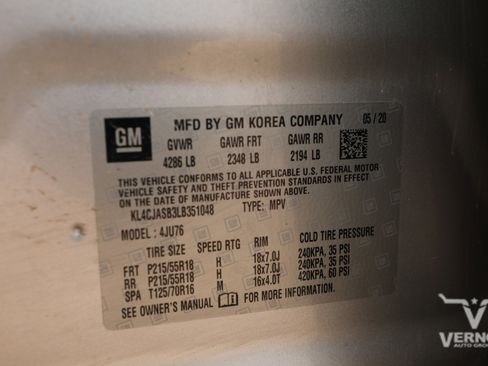 GM
MFD BY GM KOREA COMPANY 05 / 20
GVWR GAWR FRT GAWR RR
4286 LB 2348 LB 2194 LB
THIS VEHICLE CONFORMS TO ALL APPLICABLE U.S. FEDERAL MOTOR
VEHICLE SAFETY AND THEFT PREVENTION STANDARDS IN EFFECT
ON THE DATE OF MANUFACTURE SHOWN ABOVE.
KL4CJASB3LB351048 TYPE: MPV
MODEL : 4JU76
TIRE SIZE SPEED RTG RIM COLD TIRE PRESSURE
FRT P215/55R18 H 18x7.0J 240KPA, 35 PSI
RR P215/55R18 H 18x7.0J 240KPA, 35 PSI
SPA T125/70R16 M 16x4.0T 420KPA, 60 PSI
SEE OWNER'S MANUAL FOR MORE INFORMATION.
AUTO GROUP